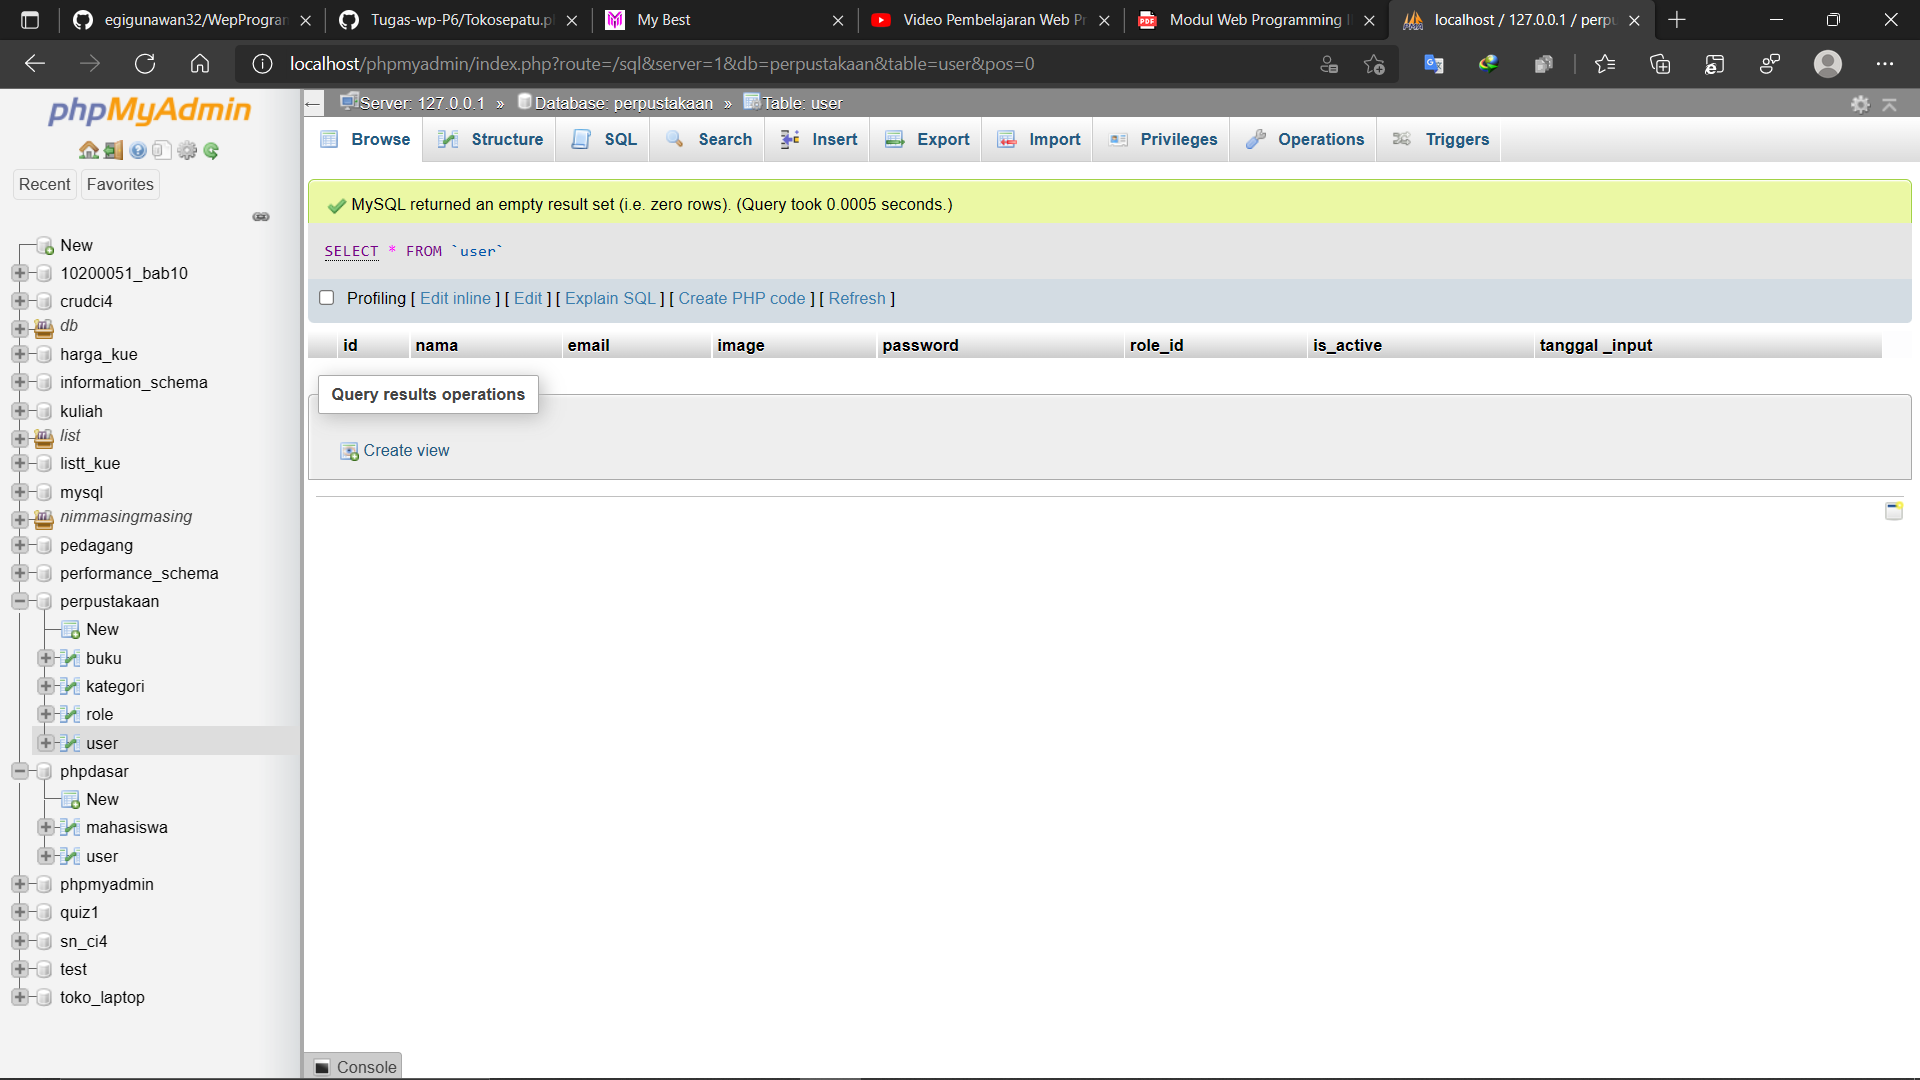 egigunawan32/WepProgran
Tugas-wp-P6/Tokosepatu.p
My Best
Video Pembelajaran Web Pr
Modul Web Programming I
localhost / 127.0.0.1 / perpu
localhost/phpmyadmin/index.php?route=/sql&server=1&db=perpustakaan&table=user&pos=0
phpMyAdmin
Recent
Favorites
New
10200051_bab10
crudci4
db
harga_kue
information_schema
kuliah
list
listt_kue
mysql
nimmasingmasing
pedagang
performance_schema
perpustakaan
New
buku
kategori
role
user
phpdasar
New
mahasiswa
user
phpmyadmin
quiz1
sn_ci4
test
toko_laptop
Server: 127.0.0.1 » Database: perpustakaan » Table: user
Browse Structure SQL Search Insert Export Import Privileges Operations Triggers
MySQL returned an empty result set (i.e. zero rows). (Query took 0.0005 seconds.)
SELECT * FROM `user`
Profiling [ Edit inline ] [ Edit ] [ Explain SQL ] [ Create PHP code ] [ Refresh ]
id nama email image password role_id is_active tanggal _input
Query results operations
Create view
Console